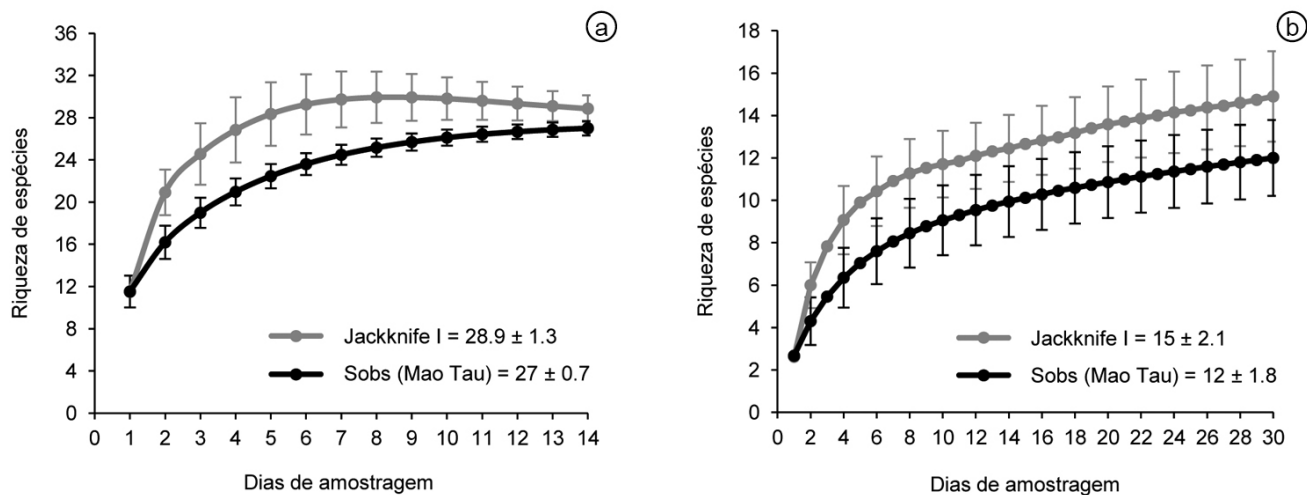 a
36
32
28
24
20
16
12
8
4
0
Riqueza de espécies
Jackknife I = 28.9 ± 1.3
Sobs (Mao Tau) = 27 ± 0.7
0 1 2 3 4 5 6 7 8 9 10 11 12 13 14
Dias de amostragem
b
18
16
14
12
10
8
6
4
2
0
Riqueza de espécies
Jackknife I = 15 ± 2.1
Sobs (Mao Tau) = 12 ± 1.8
0 2 4 6 8 10 12 14 16 18 20 22 24 26 28 30
Dias de amostragem